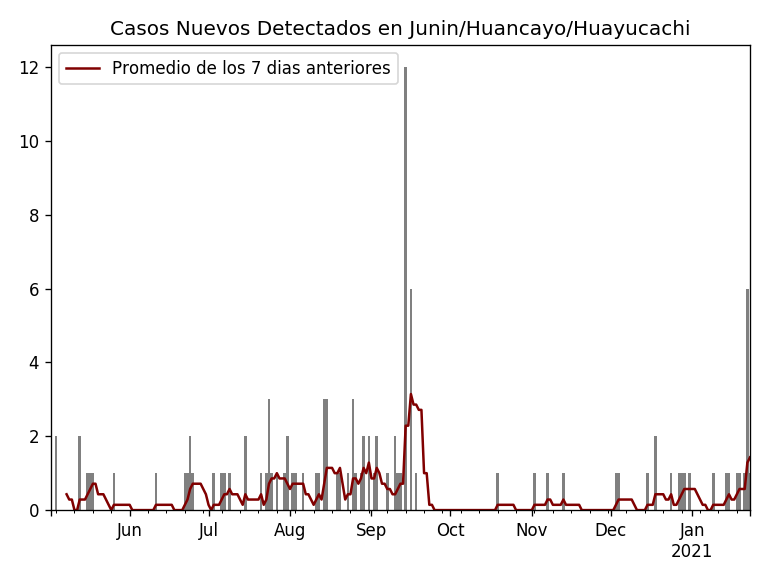 Casos Nuevos Detectados en Junin/Huancayo/Huayucachi
Promedio de los 7 dias anteriores
12
10
8
6
4
2
0
Jun Jul Aug Sep Oct Nov Dec Jan
2021